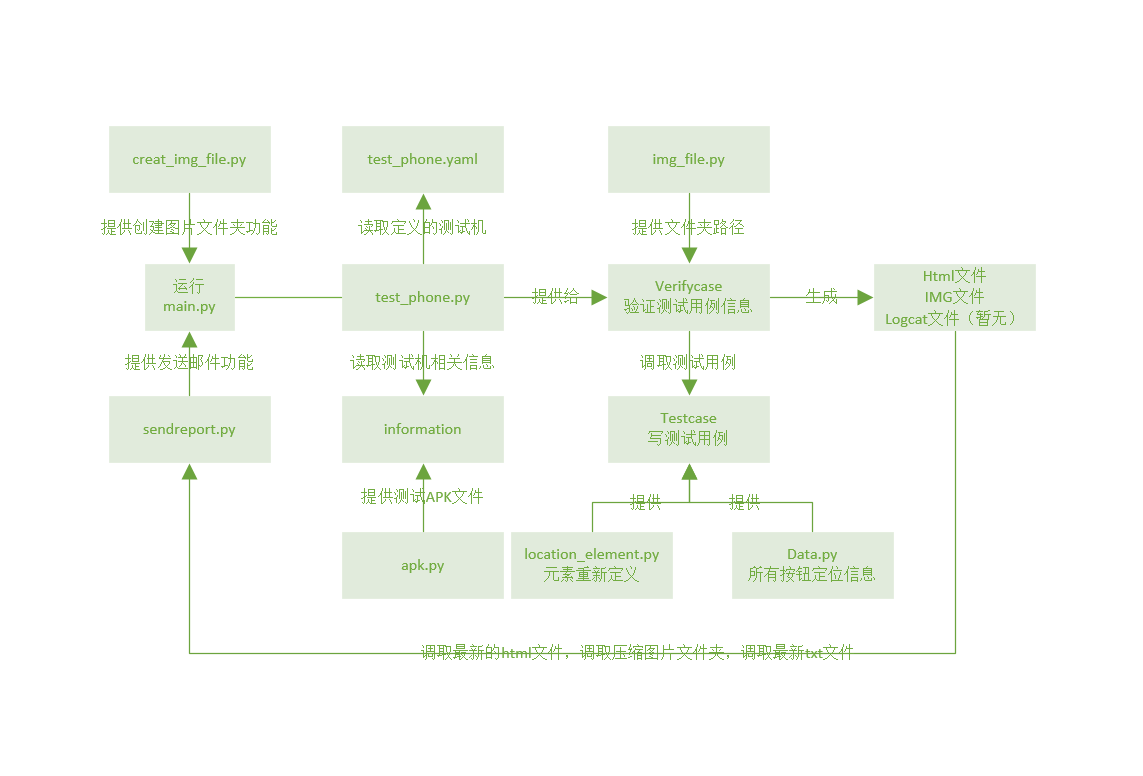 creat_img_file.py
test_phone.yaml
img_file.py
提供创建图片文件夹功能
读取定义的测试机
提供文件夹路径
运行
main.py
test_phone.py
提供给
Verifycase
验证测试用例信息
生成
Html文件
IMG文件
Logcat文件（暂无）
提供发送邮件功能
读取测试机相关信息
调取测试用例
sendreport.py
information
Testcase
写测试用例
提供测试APK文件
提供
提供
apk.py
location_element.py
元素重新定义
Data.py
所有按钮定位信息
调取最新的html文件，调取压缩图片文件夹，调取最新txt文件